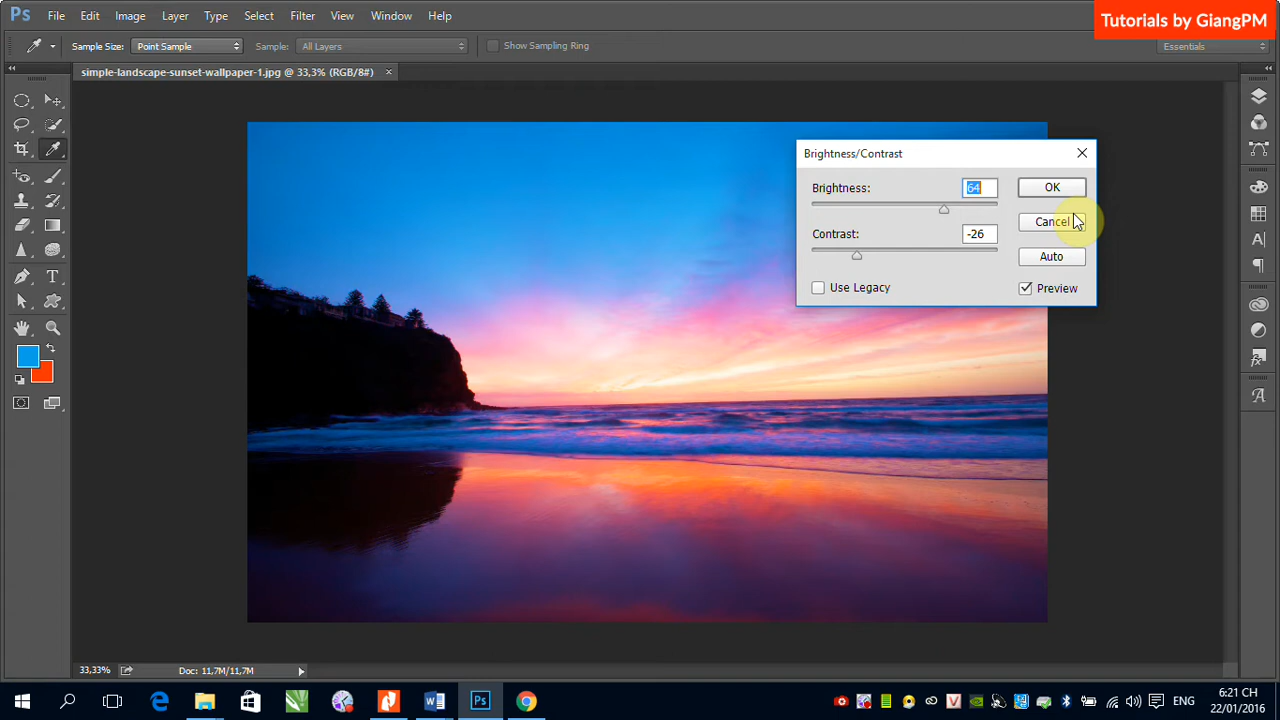 Ps File Edit Image Layer Type Select Filter View Window Help
Tutorials by GiangPM
Sample Size: Point Sample Sample: All Layers Show Sampling Ring Essentials
simple-landscape-sunset-wallpaper-1.jpg @ 33,3% (RGB/8#) ×
Brightness/Contrast
Brightness: 64 OK
Cancel
Contrast: -26
Auto
Use Legacy Preview
33,33% Doc: 11,7M/11,7M
ENG 6:21 CH
22/01/2016